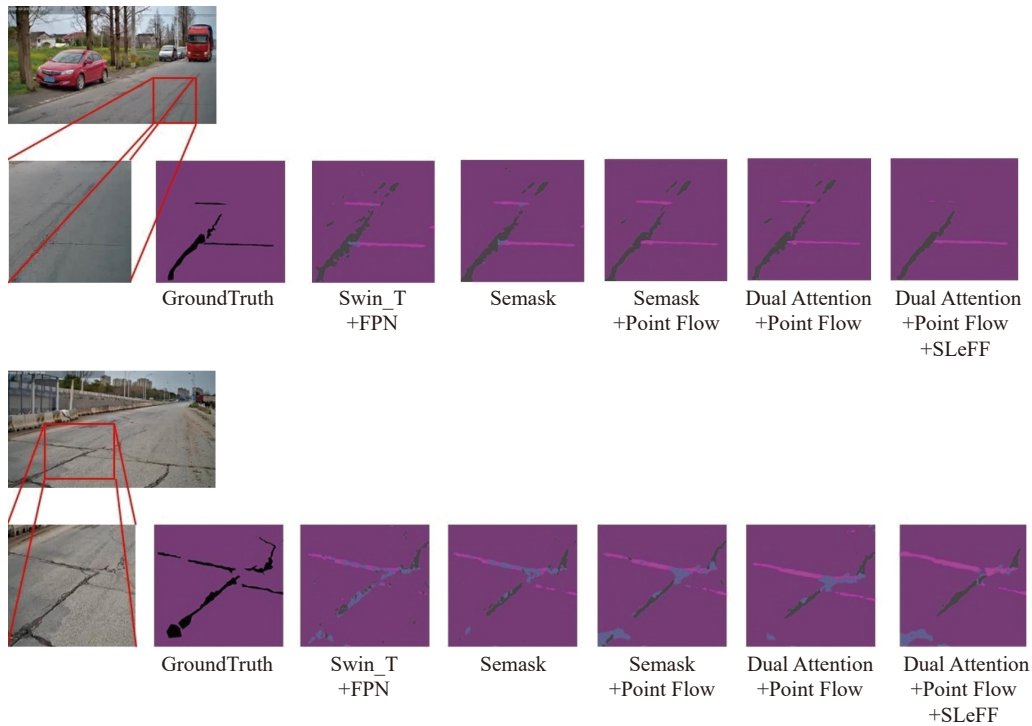 GroundTruth
Swin_T
+FPN
Semask
Semask
+Point Flow
Dual Attention
+Point Flow
Dual Attention
+Point Flow
+SLeFF
GroundTruth
Swin_T
+FPN
Semask
Semask
+Point Flow
Dual Attention
+Point Flow
Dual Attention
+Point Flow
+SLeFF